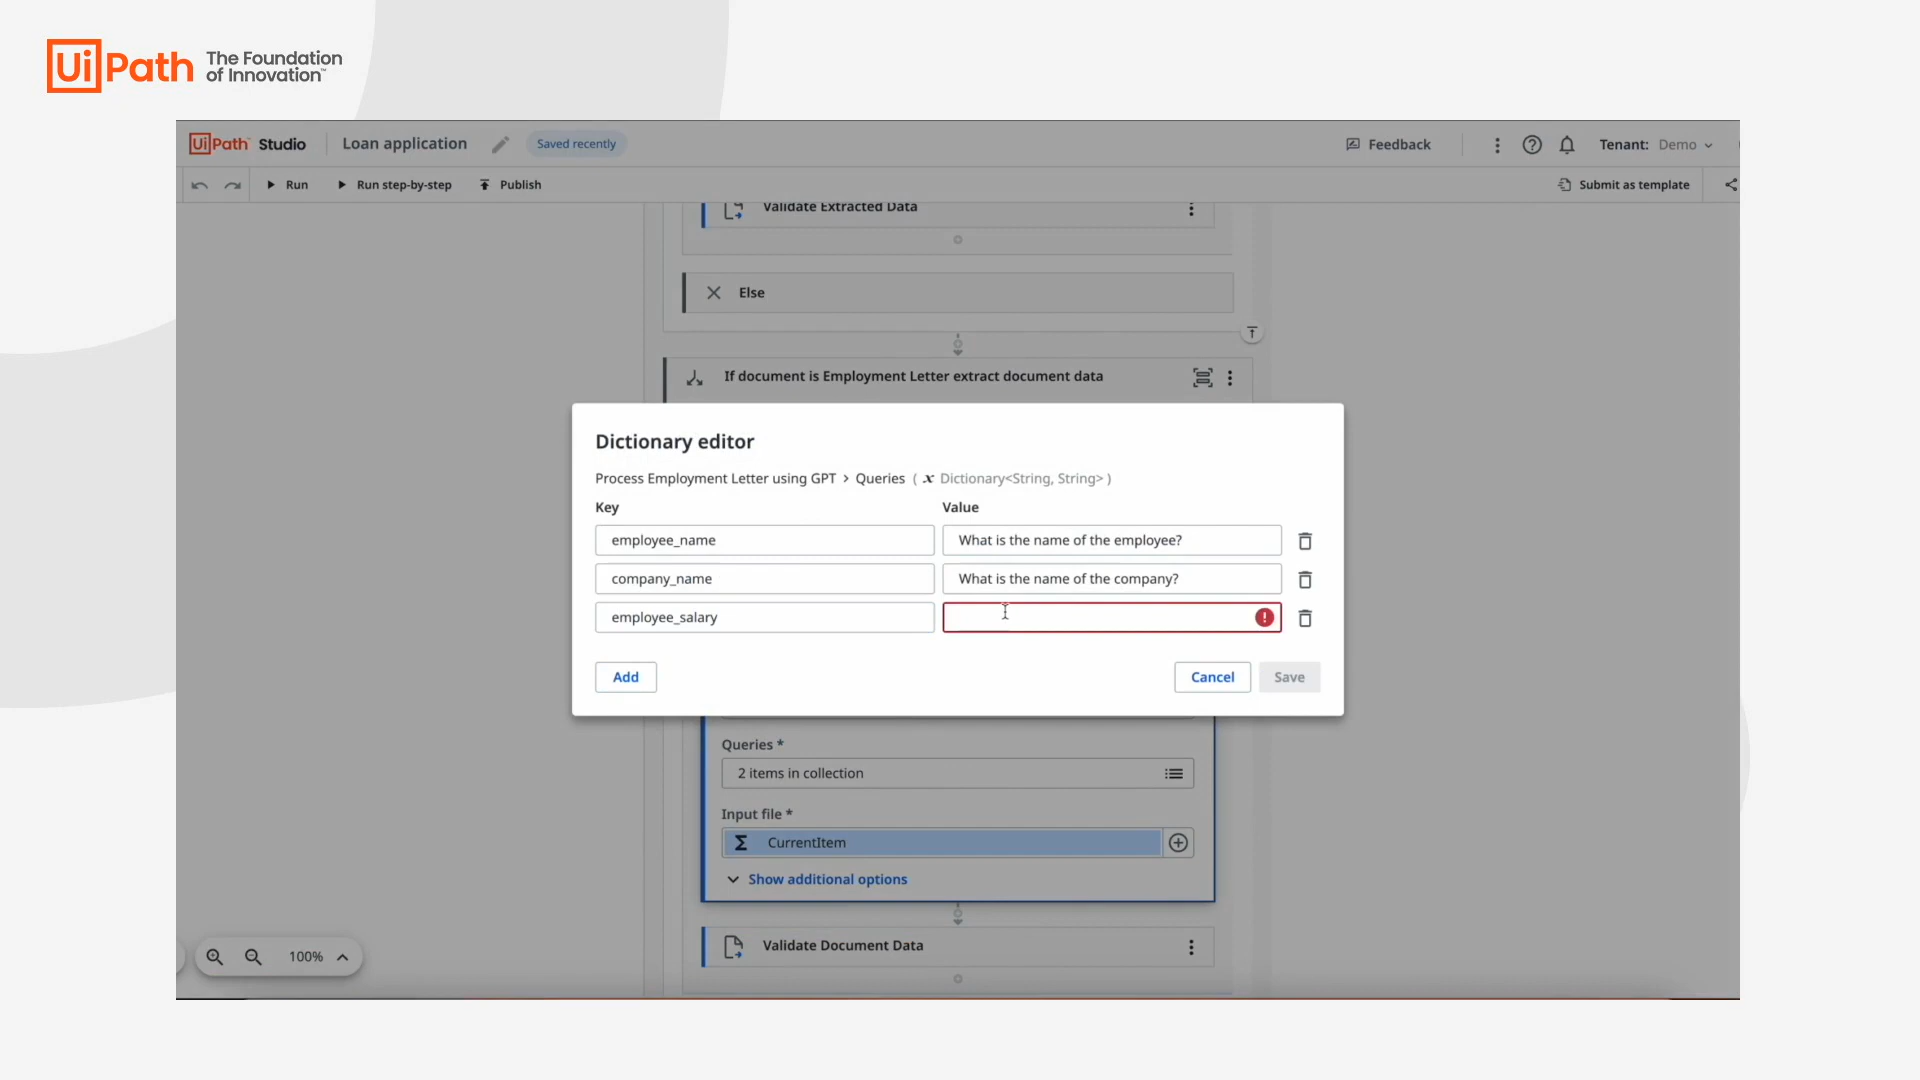 UiPath The Foundation
of Innovation™
UiPath™ Studio
Loan application
Saved recently
Feedback
Tenant: Demo
Run
Run step-by-step
Publish
Submit as template
Validate Extracted Data
Else
If document is Employment Letter extract document data
Dictionary editor
Process Employment Letter using GPT > Queries ( x Dictionary<String, String> )
Key Value
employee_name What is the name of the employee?
company_name What is the name of the company?
employee_salary
Add Cancel Save
Queries *
2 items in collection
Input file *
CurrentItem
Show additional options
Validate Document Data
100%